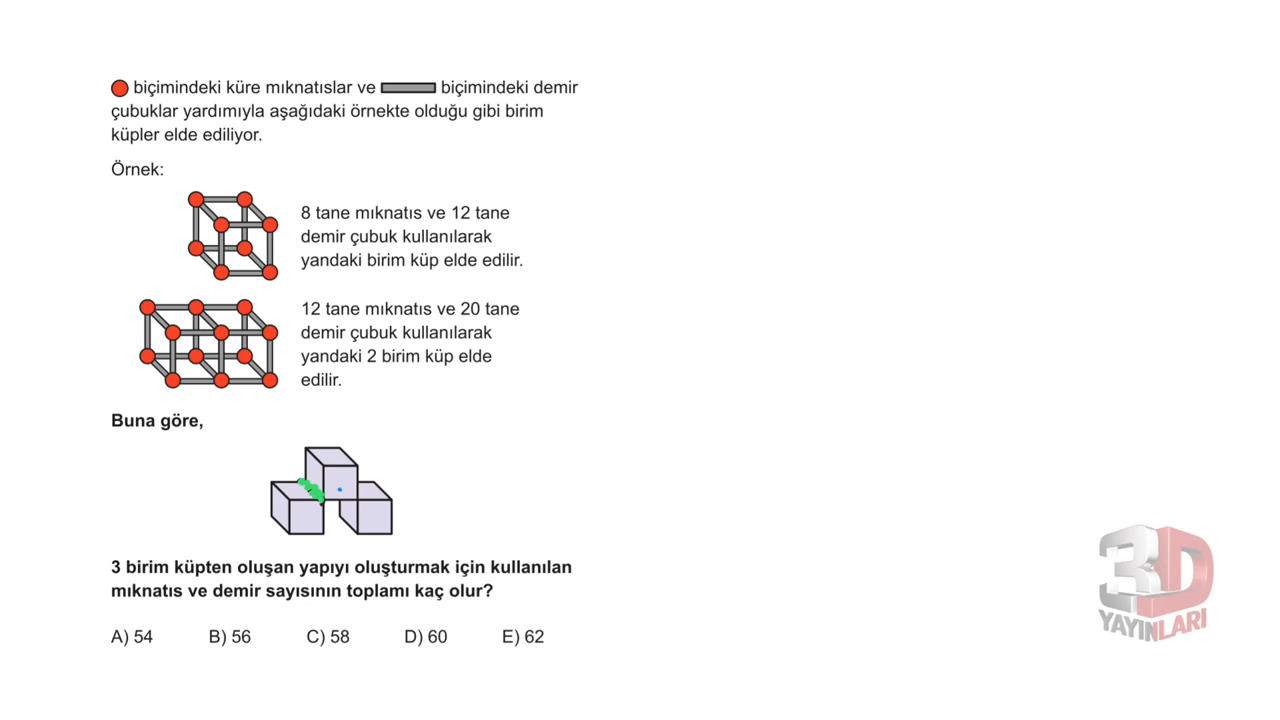 biçimindeki küre mıknatıslar ve biçimindeki demir
çubuklar yardımıyla aşağıdaki örnekte olduğu gibi birim
küpler elde ediliyor.
Örnek:
8 tane mıknatıs ve 12 tane
demir çubuk kullanılarak
yandaki birim küp elde edilir.
12 tane mıknatıs ve 20 tane
demir çubuk kullanılarak
yandaki 2 birim küp elde
edilir.
Buna göre,
3 birim küpten oluşan yapıyı oluşturmak için kullanılan
mıknatıs ve demir sayısının toplamı kaç olur?
A) 54 B) 56 C) 58 D) 60 E) 62
3D
YAYINLARI